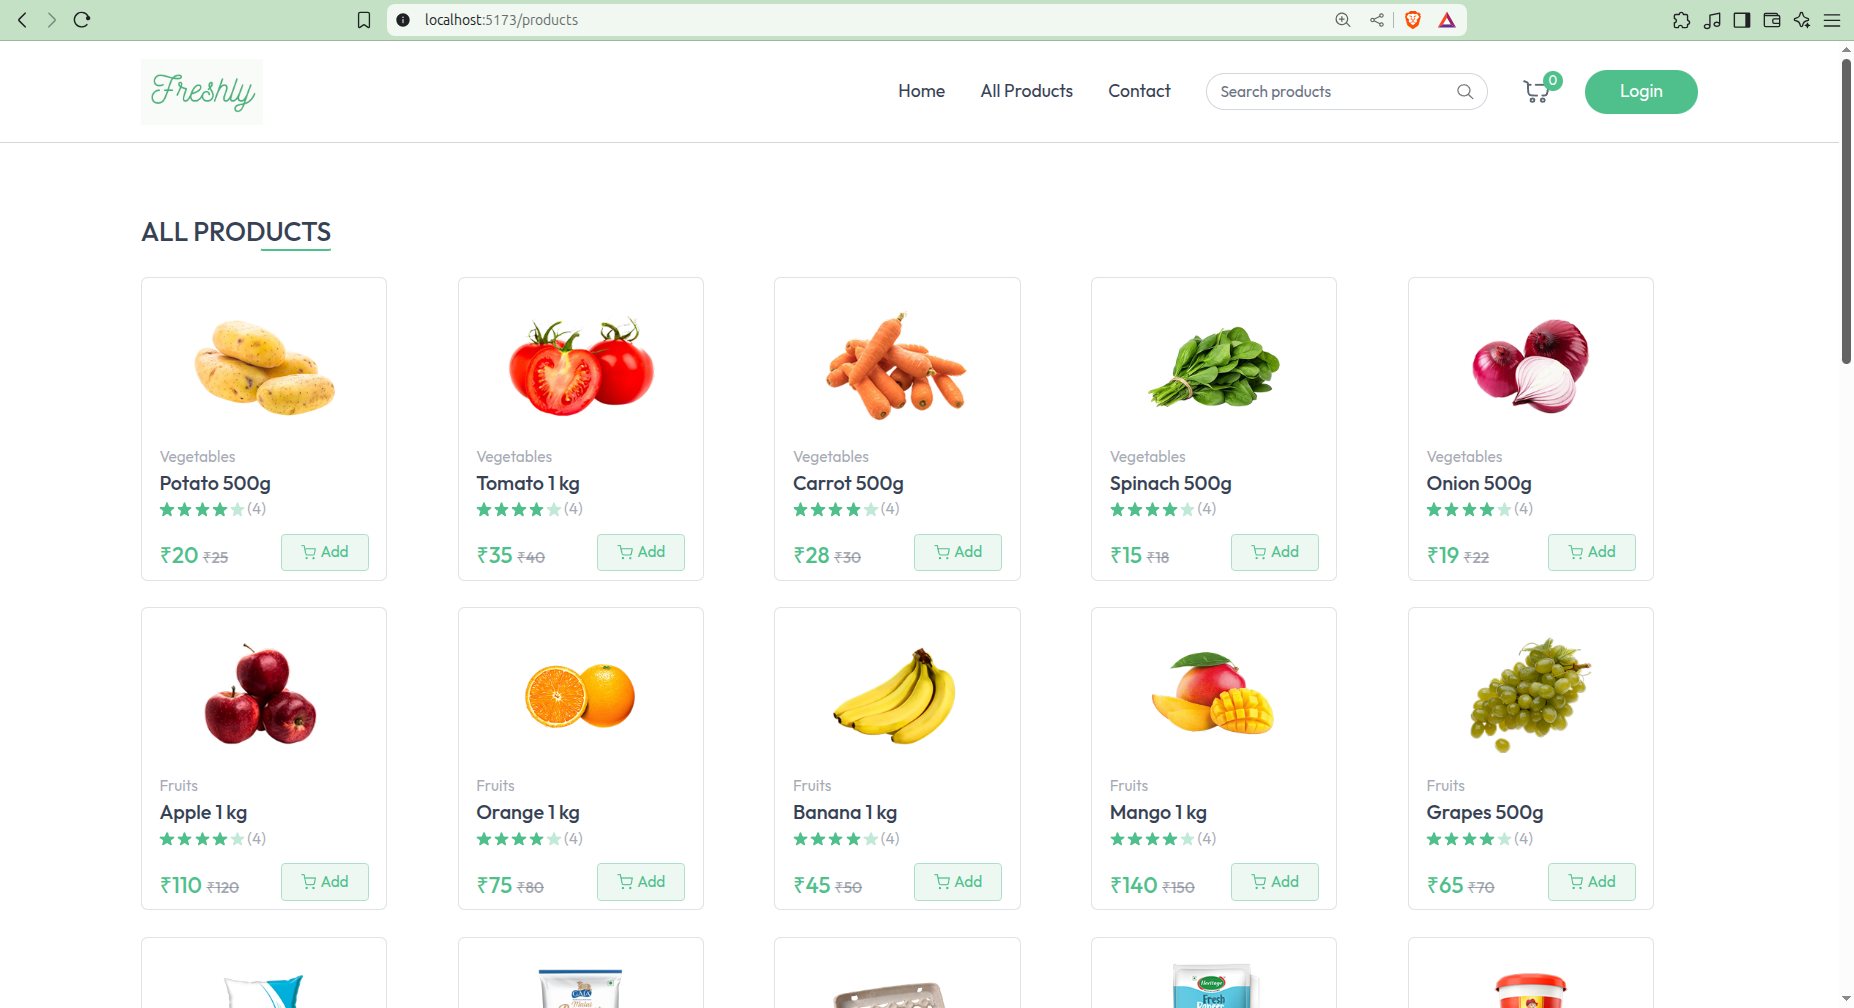 localhost:5173/products
Freshly
Home All Products Contact Search products 0 Login
ALL PRODUCTS
Vegetables
Potato 500g
(4)
₹20 ₹25 Add
Vegetables
Tomato 1 kg
(4)
₹35 ₹40 Add
Vegetables
Carrot 500g
(4)
₹28 ₹30 Add
Vegetables
Spinach 500g
(4)
₹15 ₹18 Add
Vegetables
Onion 500g
(4)
₹19 ₹22 Add
Fruits
Apple 1 kg
(4)
₹110 ₹120 Add
Fruits
Orange 1 kg
(4)
₹75 ₹80 Add
Fruits
Banana 1 kg
(4)
₹45 ₹50 Add
Fruits
Mango 1 kg
(4)
₹140 ₹150 Add
Fruits
Grapes 500g
(4)
₹65 ₹70 Add
Heritage
Fresh